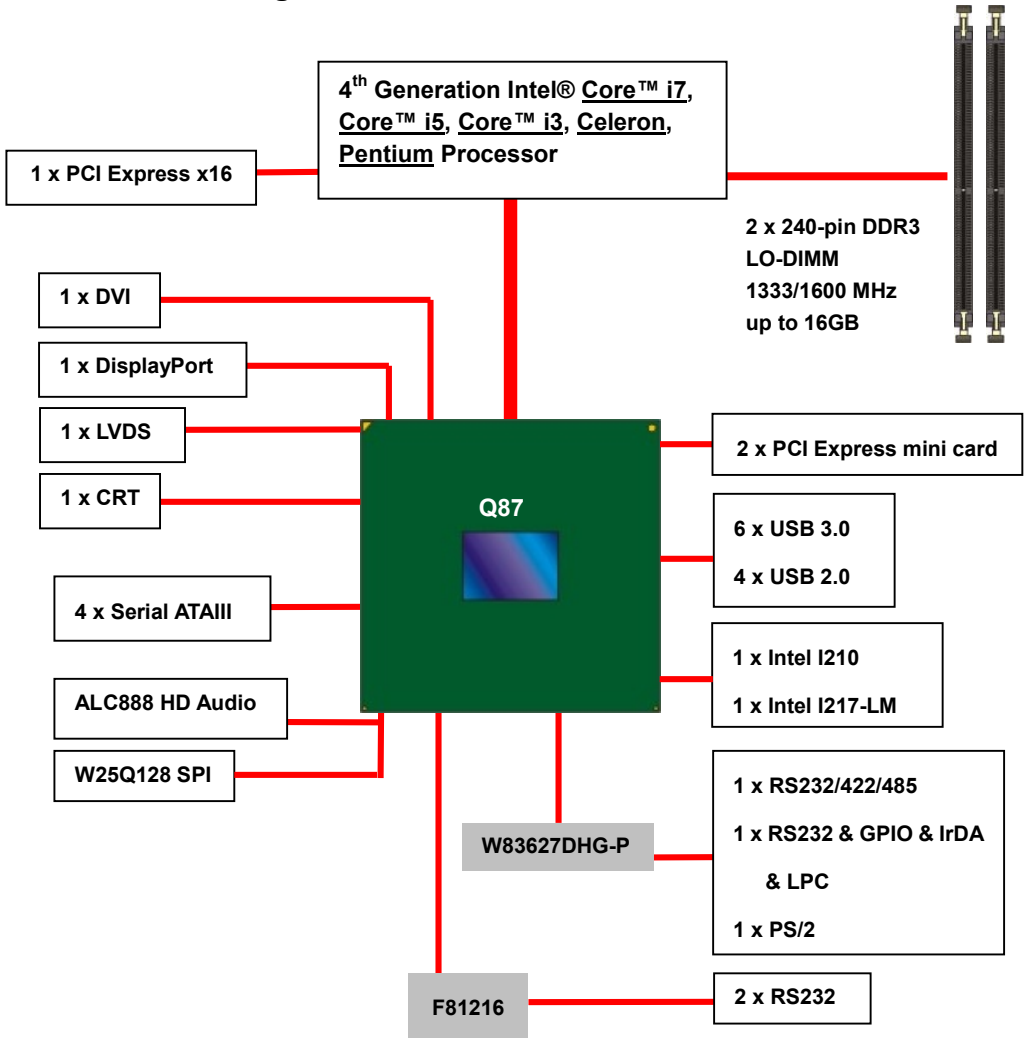 4th Generation Intel® Core™ i7,
Core™ i5, Core™ i3, Celeron,
Pentium Processor
1 x PCI Express x16
2 x 240-pin DDR3
LO-DIMM
1333/1600 MHz
up to 16GB
1 x DVI
1 x DisplayPort
1 x LVDS
1 x CRT
Q87
2 x PCI Express mini card
6 x USB 3.0
4 x USB 2.0
4 x Serial ATAIII
1 x Intel I210
1 x Intel I217-LM
ALC888 HD Audio
W25Q128 SPI
1 x RS232/422/485
1 x RS232 & GPIO & IrDA
& LPC
1 x PS/2
W83627DHG-P
F81216
2 x RS232